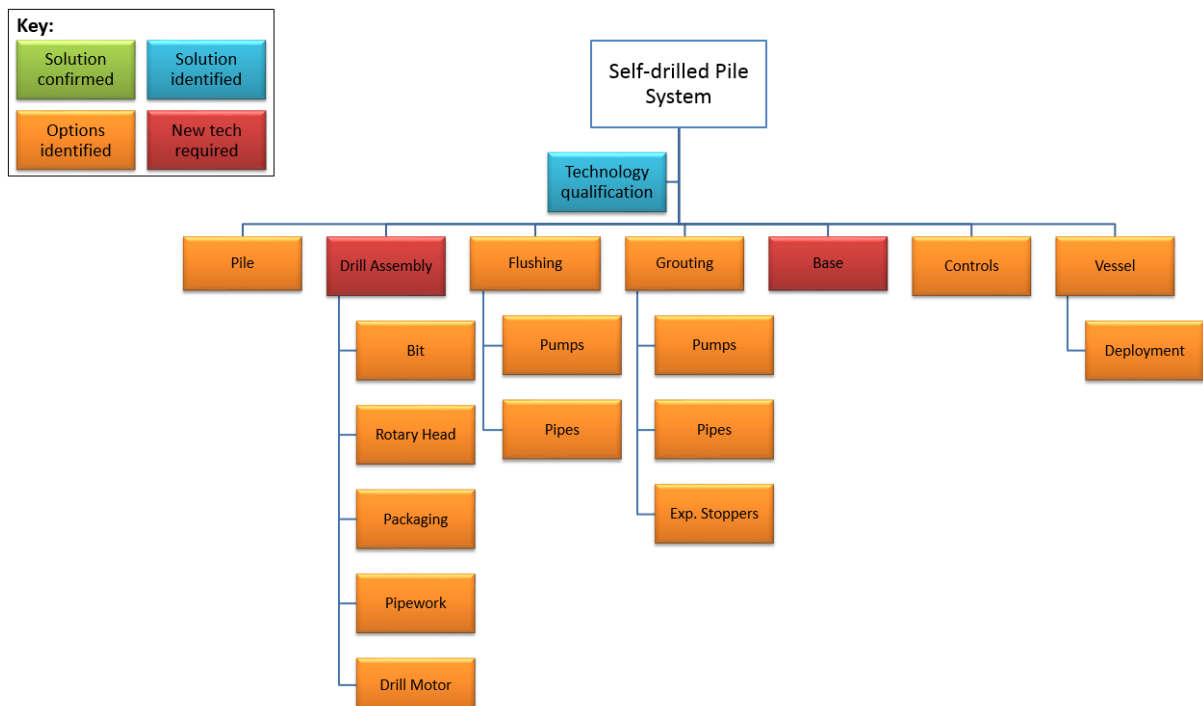 Key:
Solution
confirmed
Solution
identified
Options
identified
New tech
required
Self-drilled Pile
System
Technology
qualification
Pile
Drill Assembly
Flushing
Grouting
Base
Controls
Vessel
Bit
Rotary Head
Packaging
Pipework
Drill Motor
Pumps
Pipes
Pumps
Pipes
Exp. Stoppers
Deployment